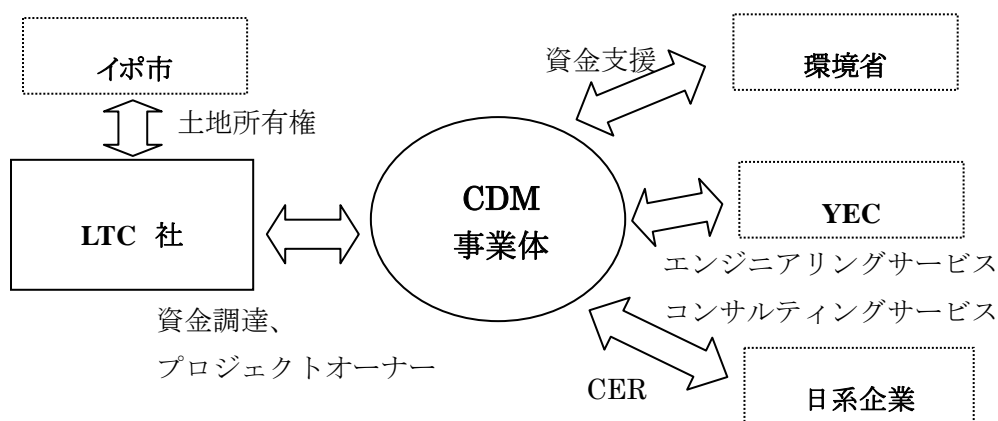 イポ市
資金支援
環境省
土地所有権
LTC 社
CDM
事業体
YEC
エンジニアリングサービス
コンサルティングサービス
資金調達、
プロジェクトオーナー
CER
日系企業